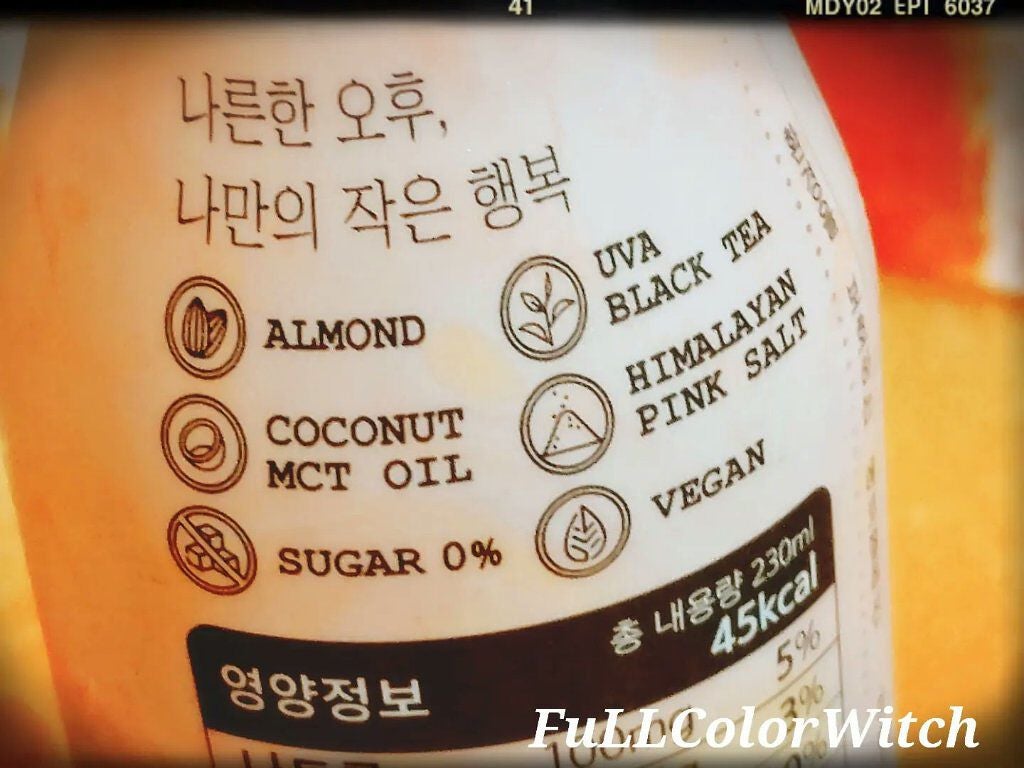 41
MDY02 EPI 6037
나른한 오후,
나만의 작은 행복
ALMOND
UVA
BLACK TEA
COCONUT
MCT OIL
HIMALAYAN
PINK SALT
SUGAR 0%
VEGAN
영양정보
총 내용량 230ml
45kcal
5%
3%
FuLLColorWitch